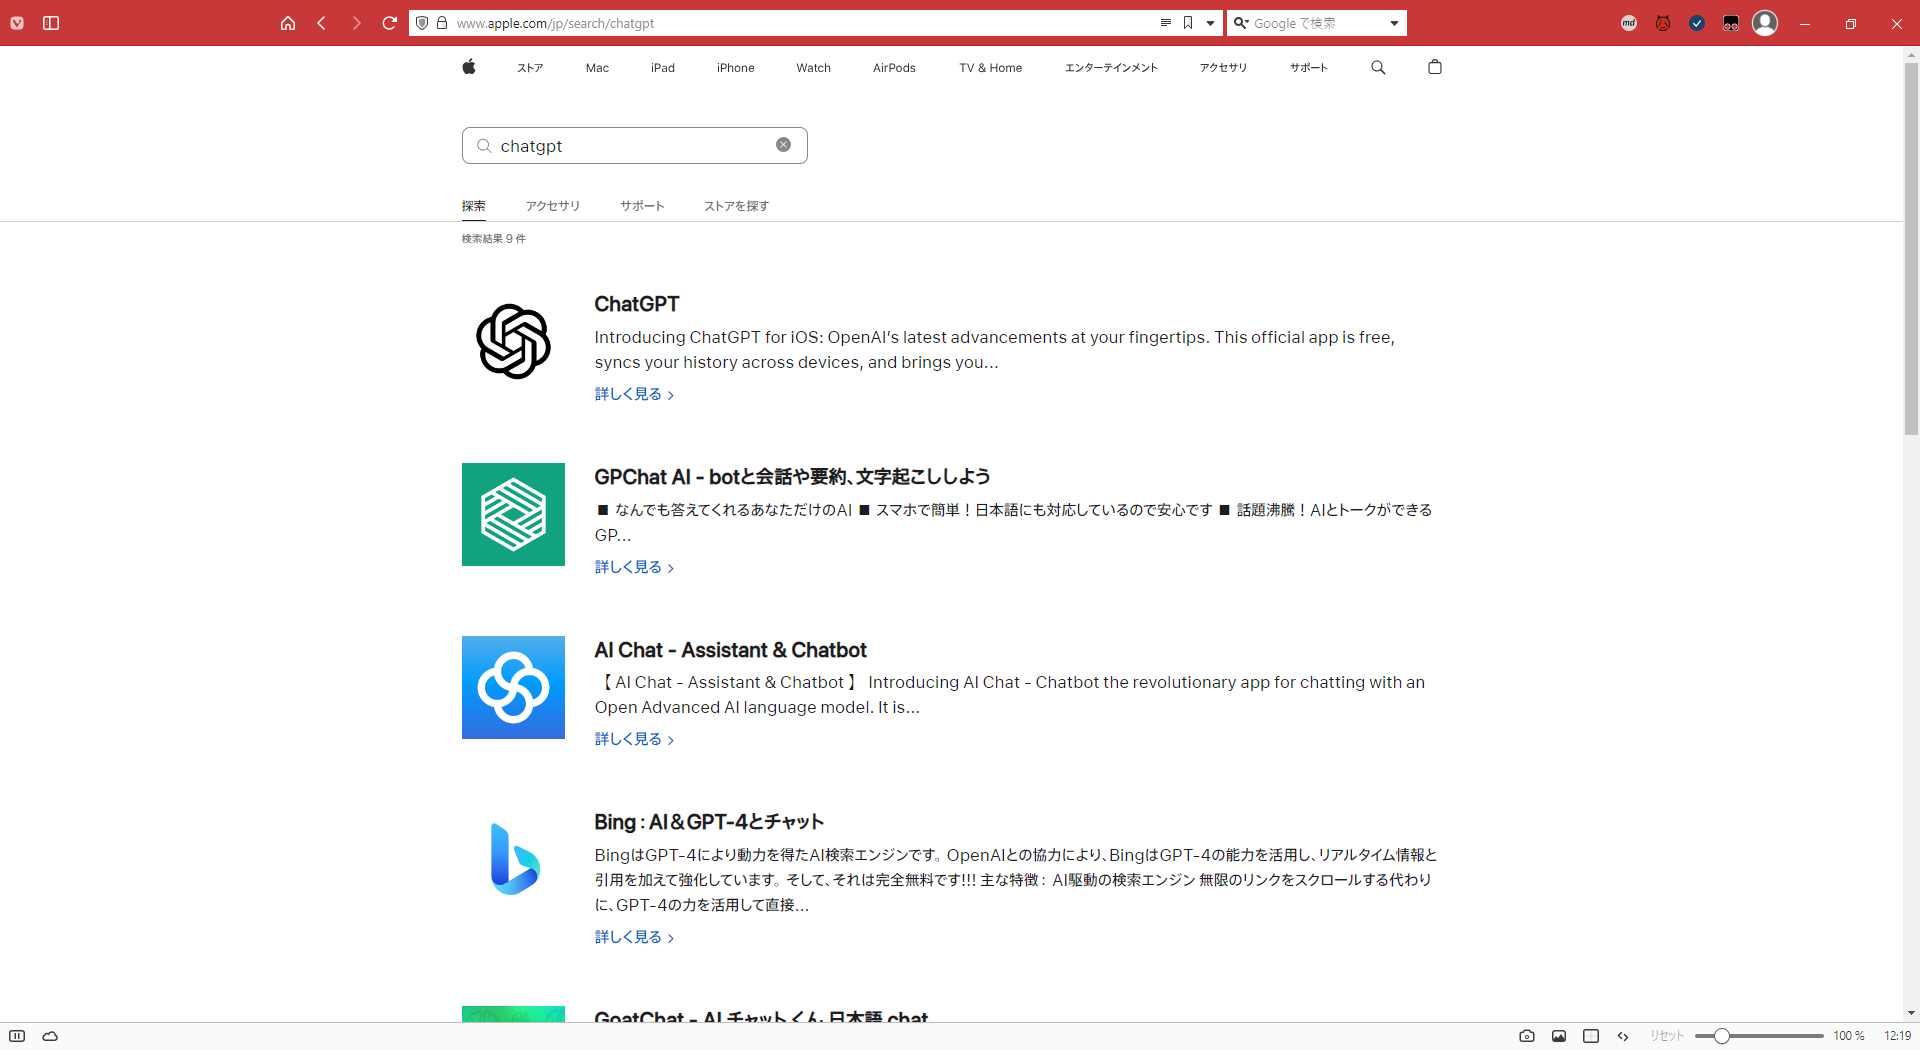 www.apple.com/jp/search/chatgpt
Google で検索
ストア Mac iPad iPhone Watch AirPods TV & Home エンターテインメント アクセサリ サポート
chatgpt
探索 アクセサリ サポート ストアを探す
検索結果 9 件
ChatGPT
Introducing ChatGPT for iOS: OpenAI’s latest advancements at your fingertips. This official app is free,
syncs your history across devices, and brings you...
詳しく見る
GPChat AI - botと会話や要約、文字起こししよう
■ なんでも答えてくれるあなただけのAI ■ スマホで簡単！日本語にも対応しているので安心です ■ 話題沸騰！AIとトークができる
GP...
詳しく見る
AI Chat - Assistant & Chatbot
【 AI Chat - Assistant & Chatbot 】 Introducing AI Chat - Chatbot the revolutionary app for chatting with an
Open Advanced AI language model. It is...
詳しく見る
Bing : AI＆GPT-4とチャット
BingはGPT-4により動力を得たAI検索エンジンです。OpenAIとの協力により、BingはGPT-4の能力を活用し、リアルタイム情報と
引用を加えて強化しています。そして、それは完全無料です!!! 主な特徴： AI駆動の検索エンジン 無限のリンクをスクロールする代わり
に、GPT-4の力を活用して直接...
詳しく見る
GoatChat - AI チャットくん 日本語 chat
リセット 100 % 12:19